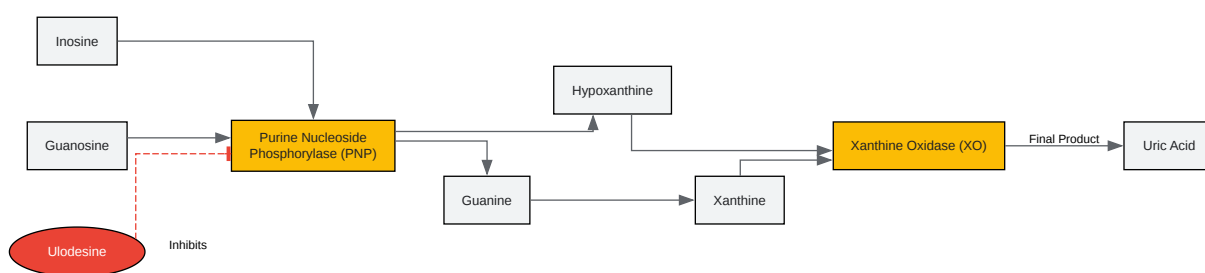 Inosine
Guanosine
Purine Nucleoside
Phosphorylase (PNP)
Ulodesine
Inhibits
Hypoxanthine
Guanine
Xanthine
Xanthine Oxidase (XO)
Final Product
Uric Acid